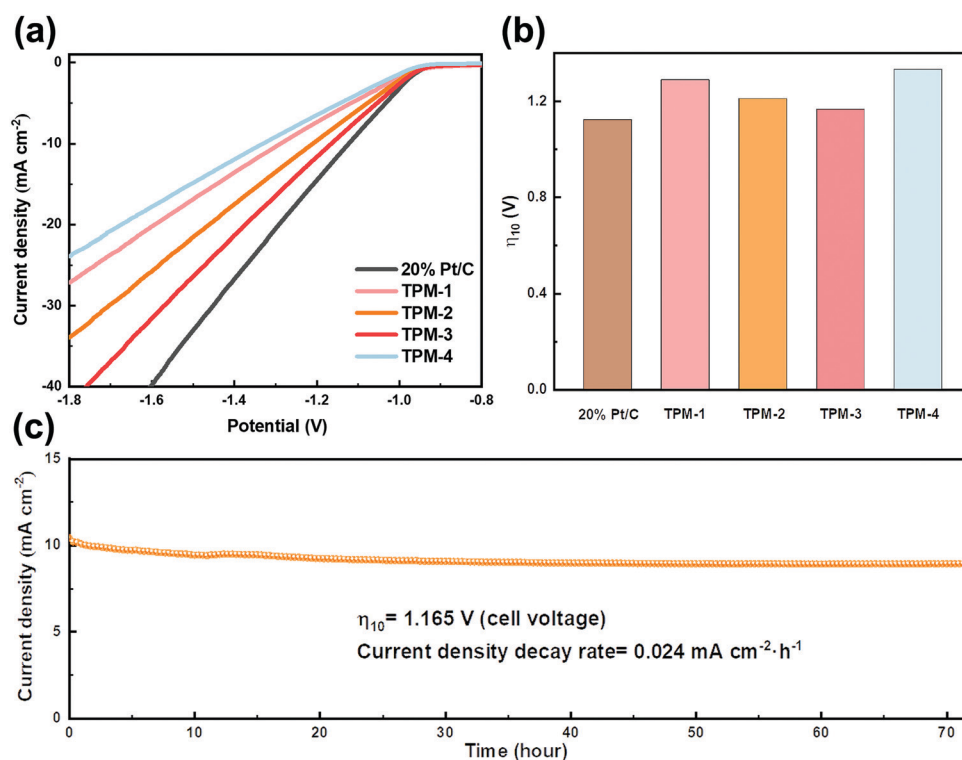 (a)
Current density (mA cm⁻²)
0
-10
-20
-30
-40
-1.8
-1.6
-1.4
-1.2
-1.0
-0.8
Potential (V)
20% Pt/C
TPM-1
TPM-2
TPM-3
TPM-4
(b)
η₁₀ (V)
1.2
0.8
0.4
0.0
20% Pt/C
TPM-1
TPM-2
TPM-3
TPM-4
(c)
Current density (mA cm⁻²)
15
10
5
0
0
10
20
30
40
50
60
70
Time (hour)
η₁₀= 1.165 V (cell voltage)
Current density decay rate= 0.024 mA cm⁻²·h⁻¹